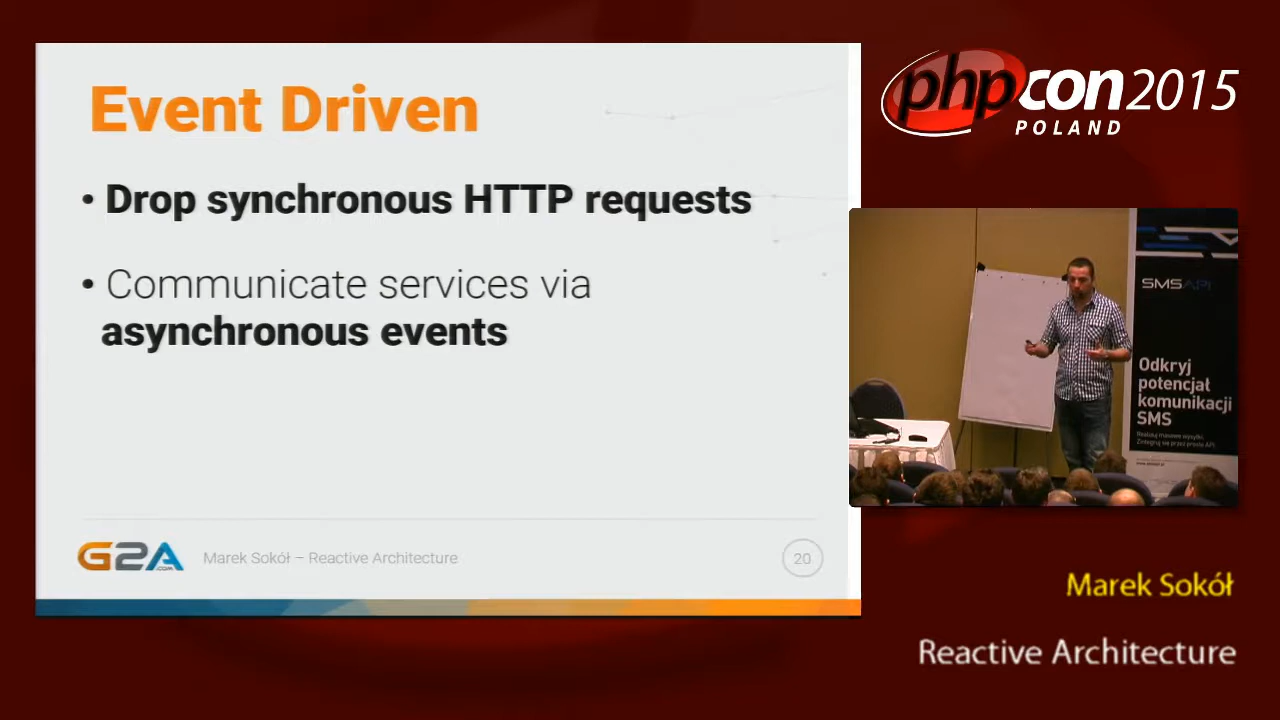 Event Driven
• Drop synchronous HTTP requests
• Communicate services via
asynchronous events
G2A
.COM
Marek Sokół – Reactive Architecture
20
phpcon2015
POLAND
SMSAPI
Odkryj
potencjał
komunikacji
SMS
Marek Sokół
Reactive Architecture